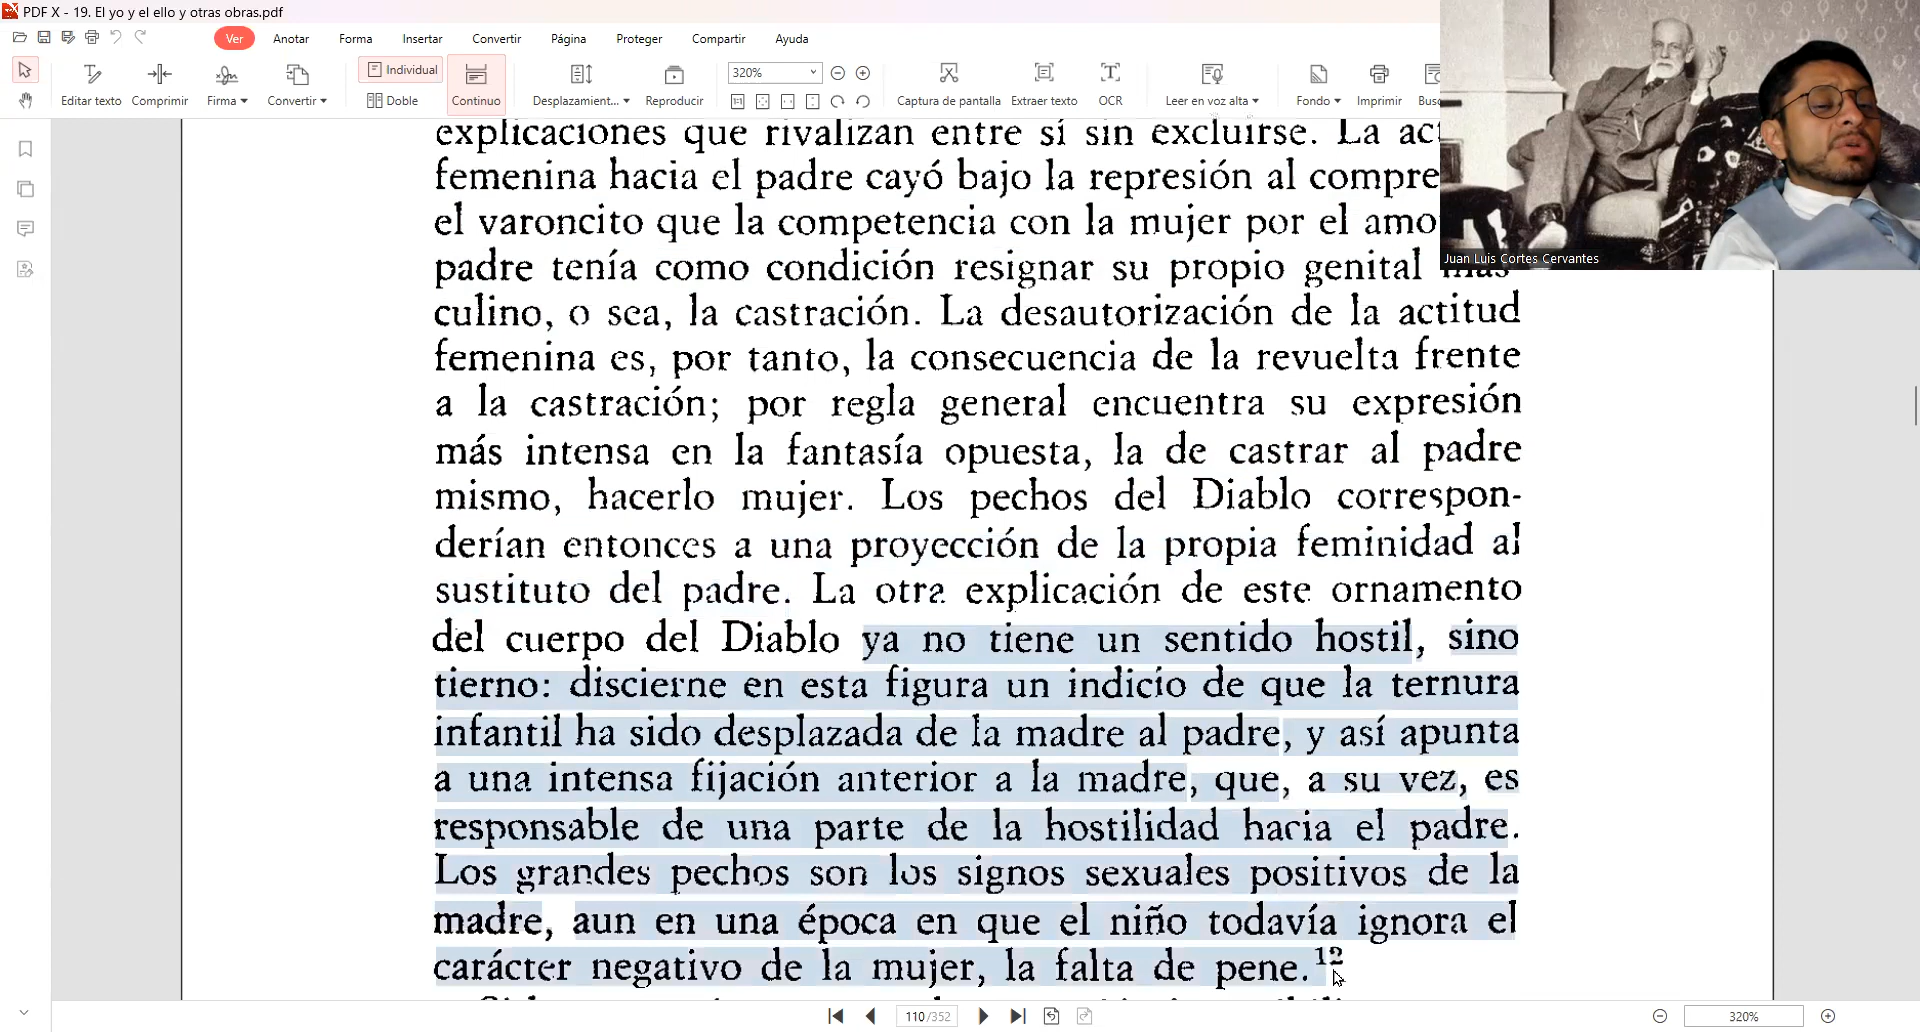 PDF X - 19. El yo y el ello y otras obras.pdf
Ver Anotar Forma Insertar Convertir Página Proteger Compartir Ayuda
Individual 320%
Editar texto Comprimir Firma Convertir Doble Continuo Desplazamient... Reproducir Captura de pantalla Extraer texto OCR Leer en voz alta Fondo Imprimir
Juan Luis Cortes Cervantes
explicaciones que rivalizan entre sí sin excluirse. La
femenina hacia el padre cayó bajo la represión al
el varoncito que la competencia con la mujer por el
padre tenía como condición resignar su propio genital
culino, o sea, la castración. La desautorización de la actitud
femenina es, por tanto, la consecuencia de la revuelta frente
a la castración; por regla general encuentra su expresión
más intensa en la fantasía opuesta, la de castrar al padre
mismo, hacerlo mujer. Los pechos del Diablo correspon-
derían entonces a una proyección de la propia feminidad al
sustituto del padre. La otra explicación de este ornamento
del cuerpo del Diablo ya no tiene un sentido hostil, sino
tierno: discierne en esta figura un indicio de que la ternura
infantil ha sido desplazada de la madre al padre, y así apunta
a una intensa fijación anterior a la madre, que, a su vez, es
responsable de una parte de la hostilidad hacia el padre.
Los grandes pechos son los signos sexuales positivos de la
madre, aun en una época en que el niño todavía ignora el
carácter negativo de la mujer, la falta de pene.12
110/352 320%